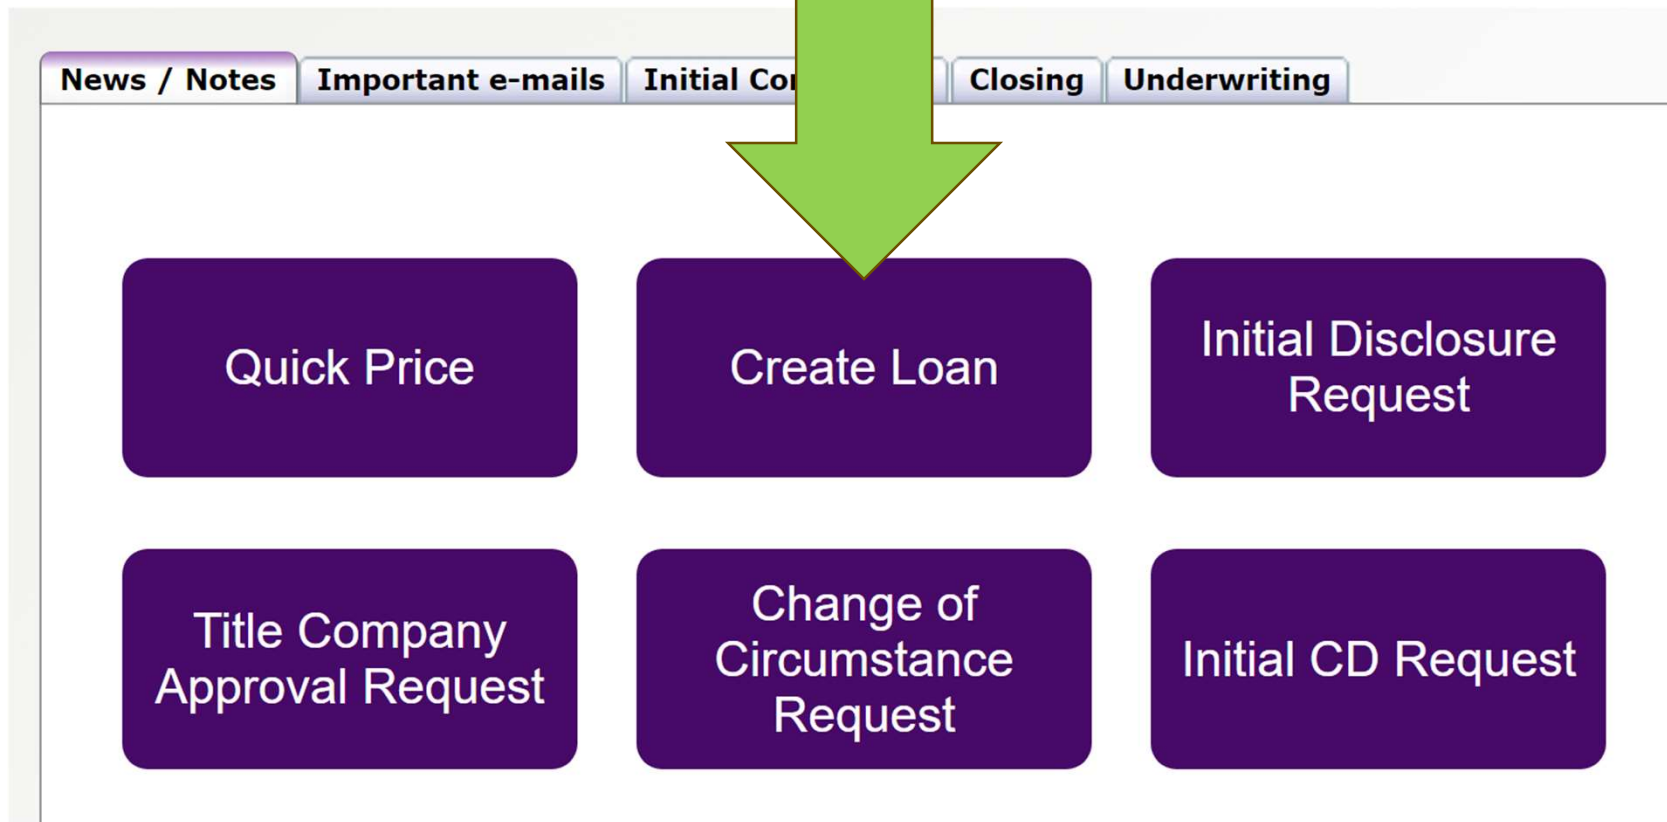 News / Notes Important e-mails Initial Closing Underwriting
Quick Price
Create Loan
Initial Disclosure
Request
Title Company
Approval Request
Change of
Circumstance
Request
Initial CD Request